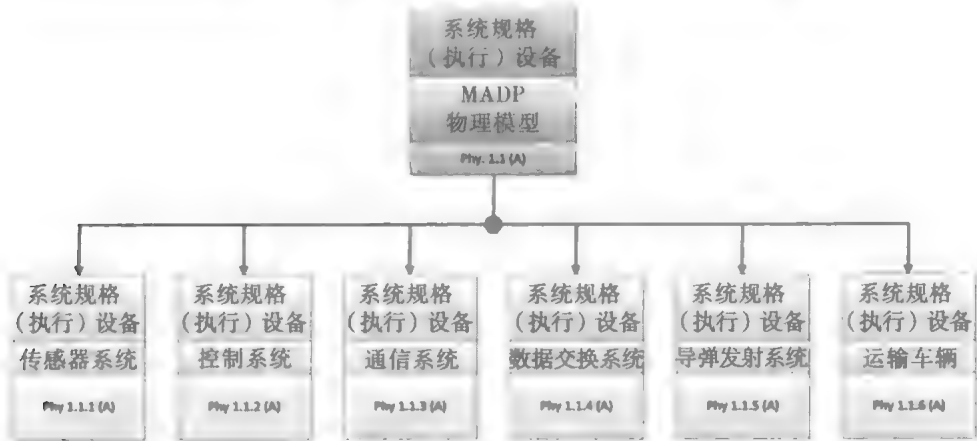 系统规格
（执行）设备
MADP
物理模型
Phy. 1.1 (A)
系统规格
（执行）设备
传感器系统
Phy 1.1.1 (A)
系统规格
（执行）设备
控制系统
Phy 1.1.2 (A)
系统规格
（执行）设备
通信系统
Phy 1.1.3 (A)
系统规格
（执行）设备
数据交换系统
Phy 1.1.4 (A)
系统规格
（执行）设备
导弹发射系统
Phy 1.1.5 (A)
系统规格
（执行）设备
运输车辆
Phy 1.1.6 (A)